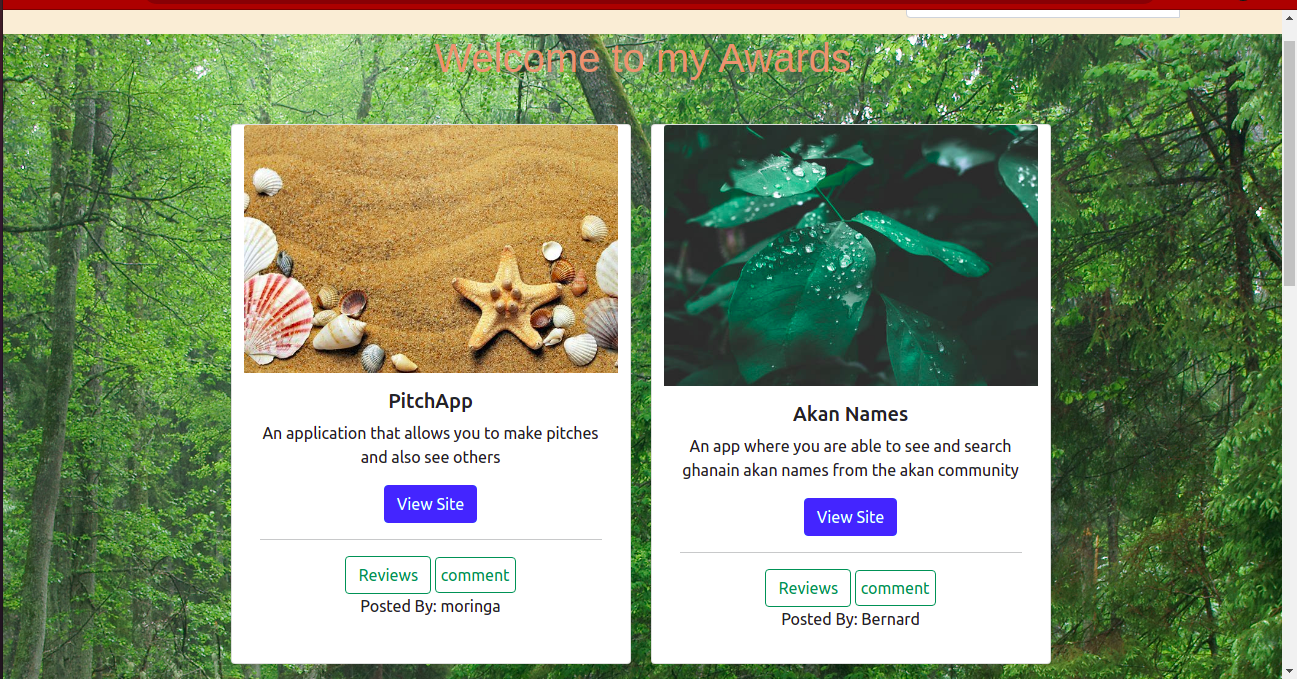 Welcome to my Awards
PitchApp
An application that allows you to make pitches
and also see others
View Site
Reviews comment
Posted By: moringa
Akan Names
An app where you are able to see and search
ghanain akan names from the akan community
View Site
Reviews comment
Posted By: Bernard